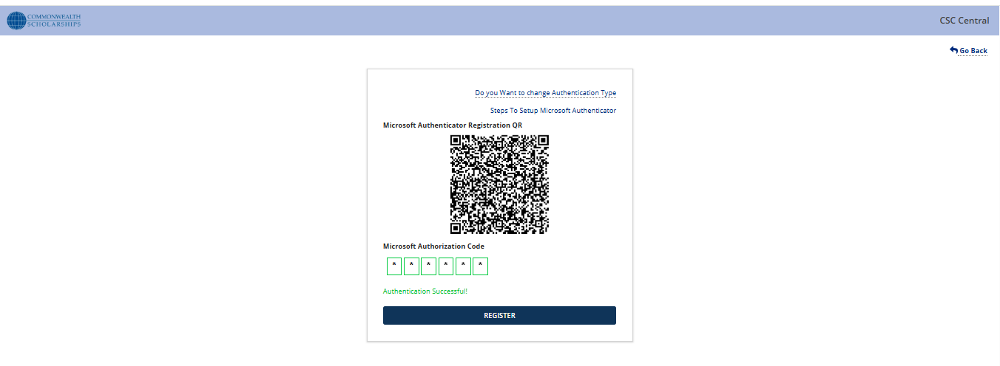 COMMONWEALTH
SCHOLARSHIPS
CSC Central
Go Back
Do you Want to change Authentication Type
Steps To Setup Microsoft Authenticator
Microsoft Authenticator Registration QR
Microsoft Authorization Code
* * * * * *
Authentication Successful!
REGISTER